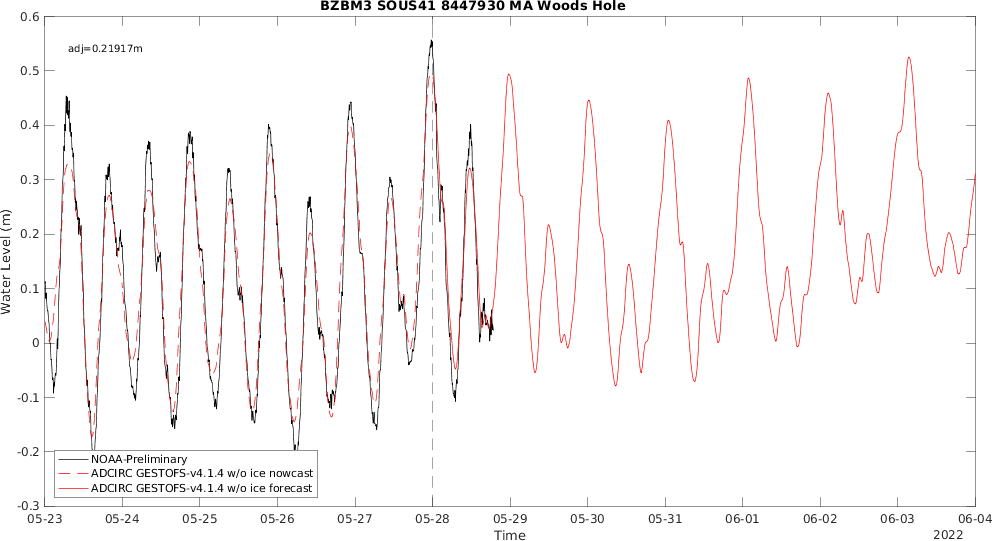 BZBM3 SOUS41 8447930 MA Woods Hole
adj=0.21917m
0.6
0.5
0.4
0.3
0.2
0.1
0
-0.1
-0.2
-0.3
Water Level (m)
NOAA-Preliminary
ADCIRC GESTOFS-v4.1.4 w/o ice nowcast
ADCIRC GESTOFS-v4.1.4 w/o ice forecast
05-23 05-24 05-25 05-26 05-27 05-28 05-29 05-30 05-31 06-01 06-02 06-03 06-04
Time
2022